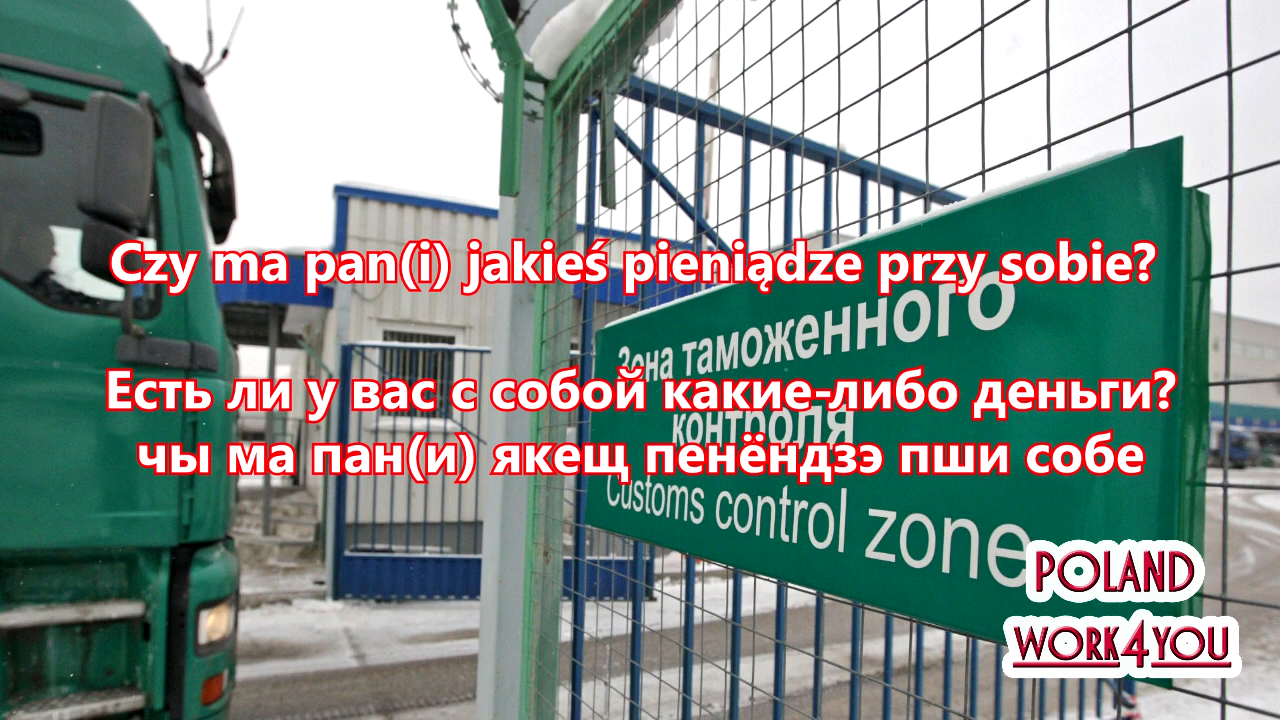 Czy ma pan(i) jakieś pieniądze przy sobie?
Зона таможенного
Есть ли у вас с собой какие-либо деньги?
контроля
чы ма пан(и) якещ пенёндзэ пши собе
Customs control zone
POLAND
WORK4YOU